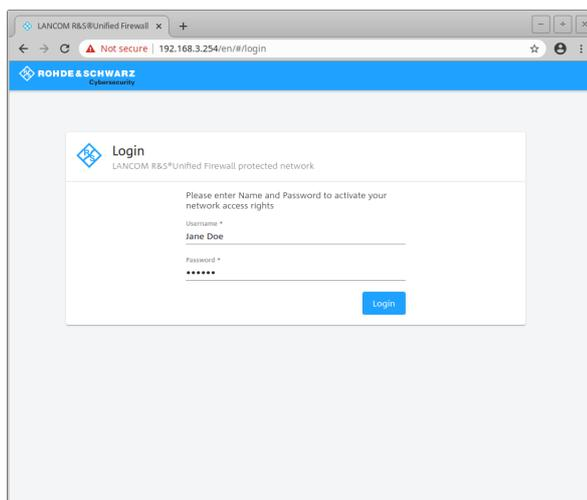 LANCOM R&S®Unified Firewall
Not secure | 192.168.3.254/en/#/login
ROHDE&SCHWARZ
Cybersecurity
R
S
Login
LANCOM R&S®Unified Firewall protected network
Please enter Name and Password to activate your
network access rights
Username *
Jane Doe
Password *
••••••
Login